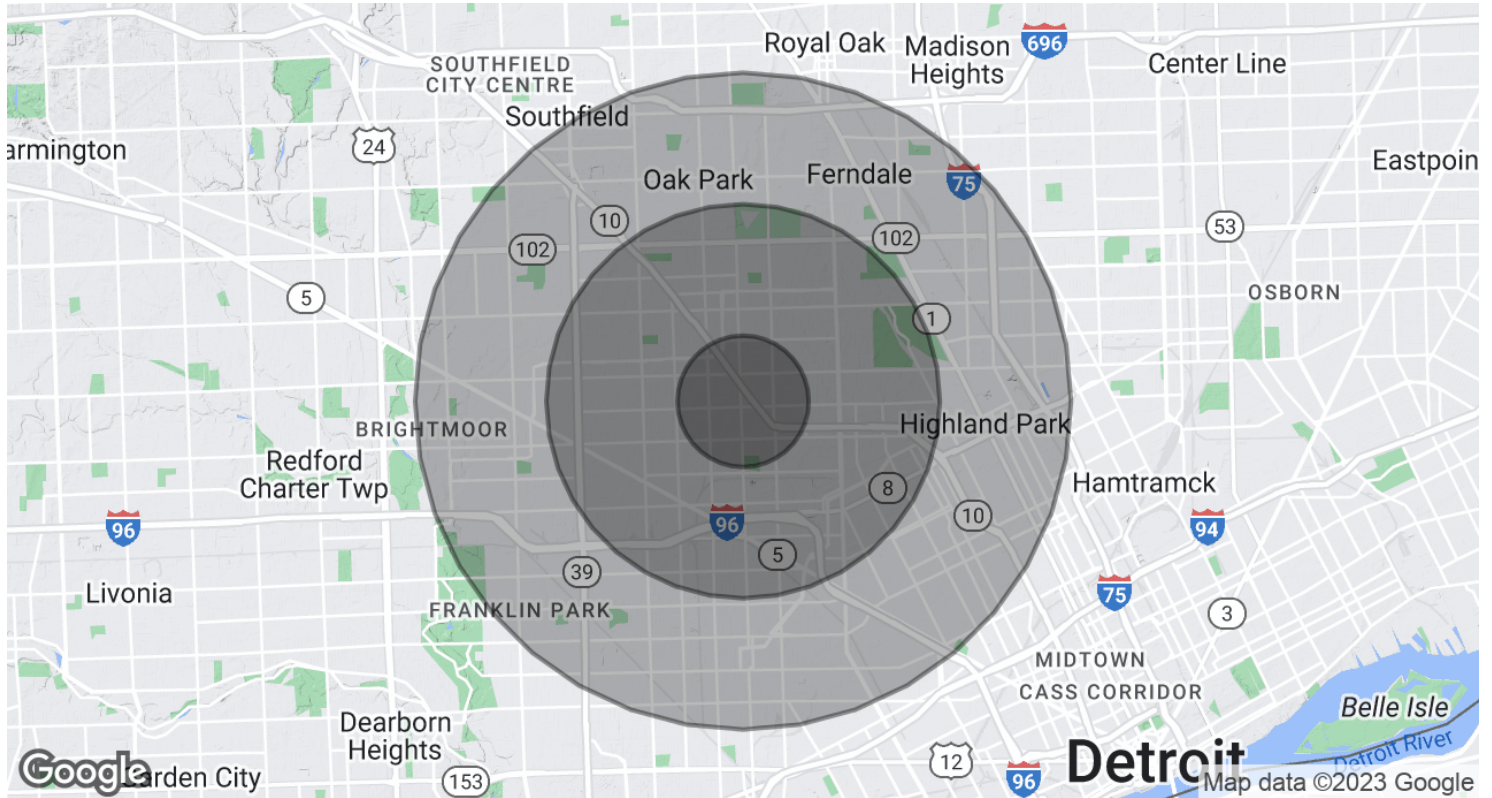 Royal Oak
Madison
Heights
696
Center Line
SOUTHFIELD
CITY CENTRE
Southfield
24
armington
Eastpoin
Oak Park
Ferndale
75
10
102
102
53
5
OSBORN
1
BRIGHTMOOR
Highland Park
Redford
Charter Twp
Hamtramck
8
10
96
96
94
5
39
Livonia
FRANKLIN PARK
75
3
MIDTOWN
CASS CORRIDOR
Belle Isle
Dearborn
Heights
Detroit River
Detroit
12
96
153
Google
Garden City
Map data ©2023 Google